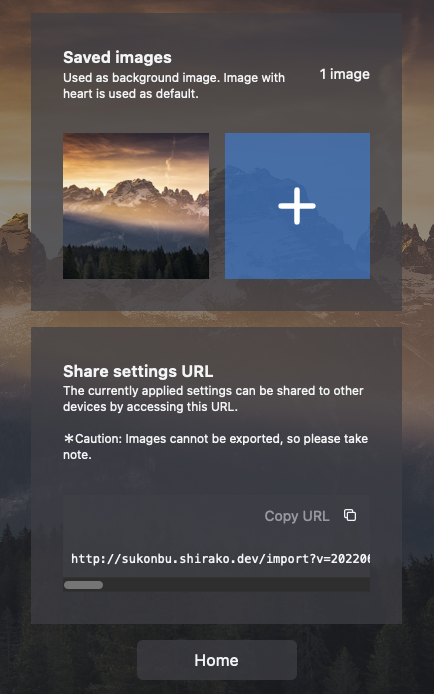 Saved images
Used as background image. Image with
heart is used as default.
1 image
Share settings URL
The currently applied settings can be shared to other
devices by accessing this URL.
＊Caution: Images cannot be exported, so please take
note.
Copy URL
http://sukonbu.shirako.dev/import?v=202206
Home